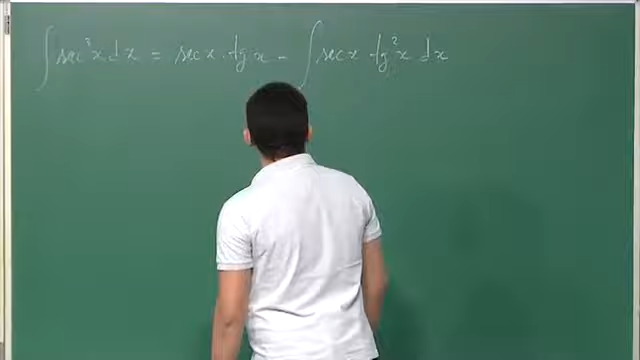 ∫ sec³x dx = sec x · tg x - ∫ sec x · tg²x dx